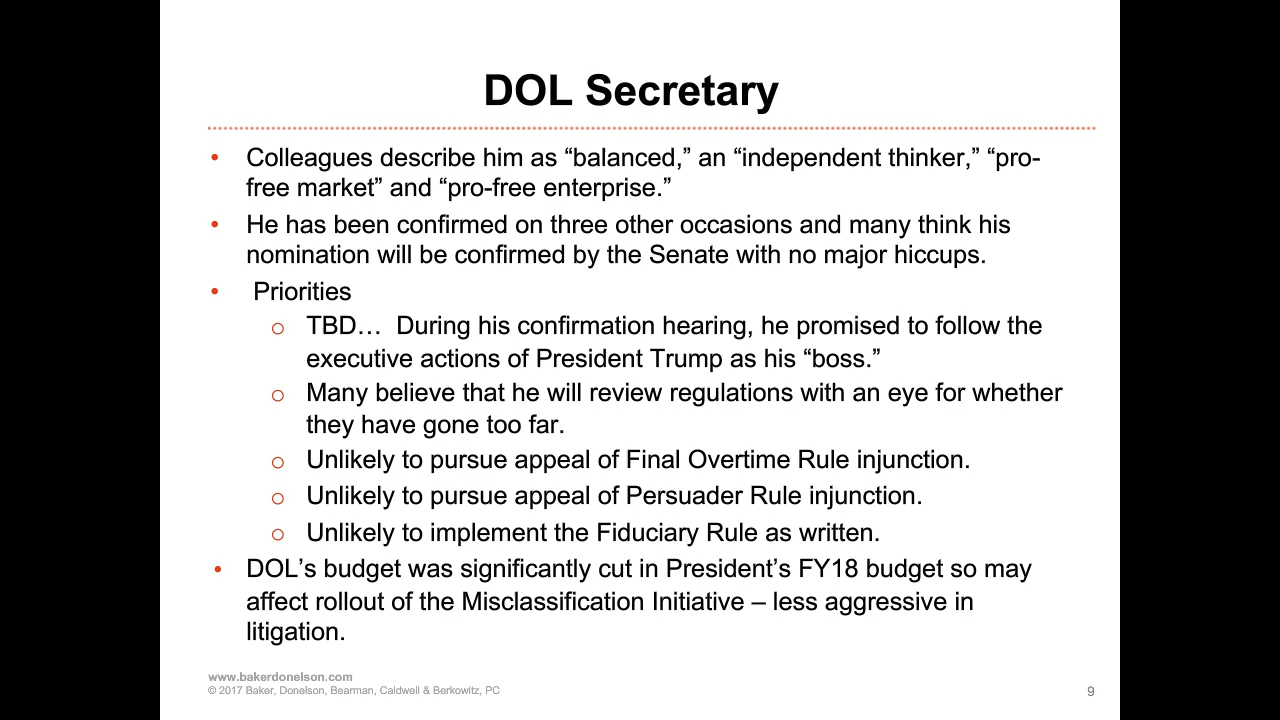 DOL Secretary
• Colleagues describe him as “balanced,” an “independent thinker,” “pro-
free market” and “pro-free enterprise.”
• He has been confirmed on three other occasions and many think his
nomination will be confirmed by the Senate with no major hiccups.
• Priorities
o TBD… During his confirmation hearing, he promised to follow the
executive actions of President Trump as his “boss.”
o Many believe that he will review regulations with an eye for whether
they have gone too far.
o Unlikely to pursue appeal of Final Overtime Rule injunction.
o Unlikely to pursue appeal of Persuader Rule injunction.
o Unlikely to implement the Fiduciary Rule as written.
• DOL’s budget was significantly cut in President’s FY18 budget so may
affect rollout of the Misclassification Initiative – less aggressive in
litigation.
www.bakerdonelson.com
© 2017 Baker, Donelson, Bearman, Caldwell & Berkowitz, PC
9